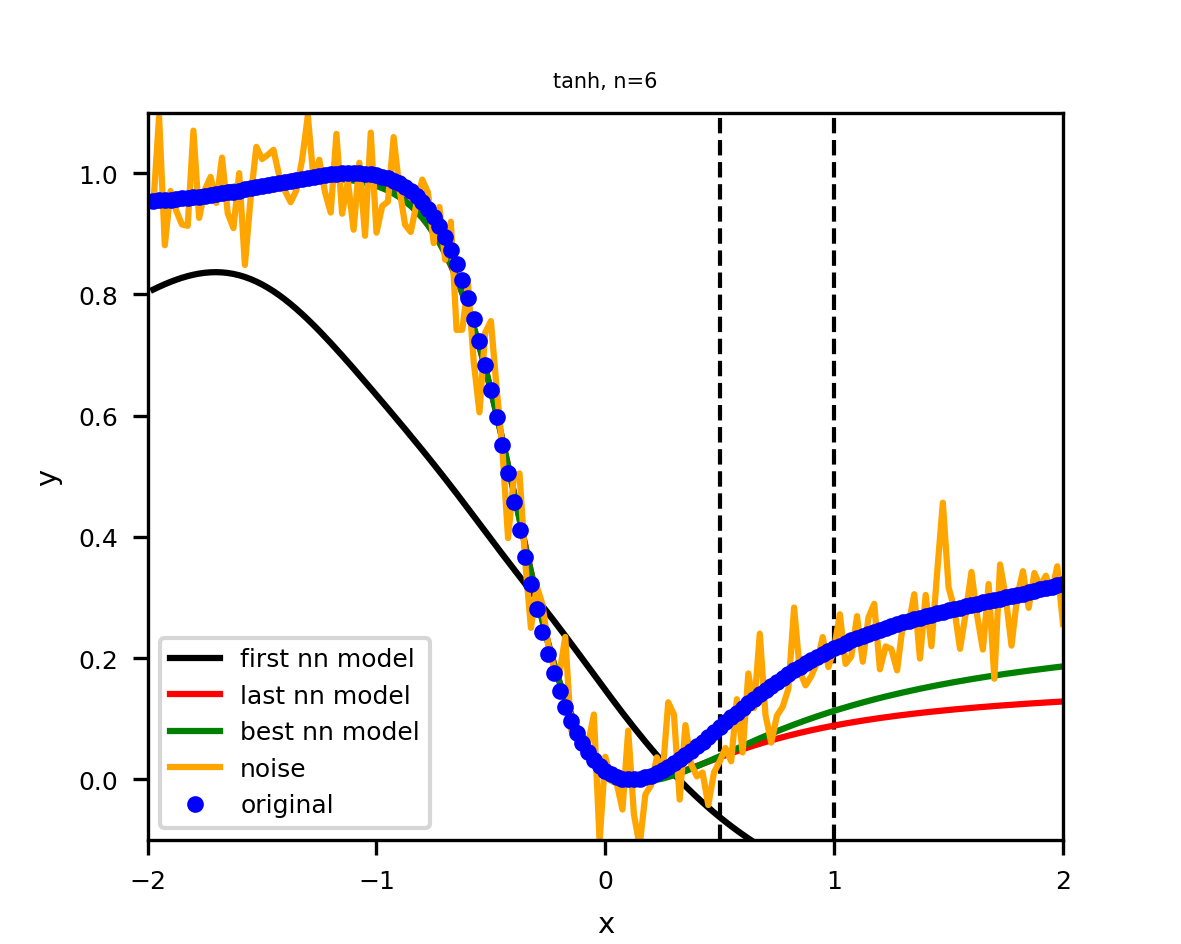 tanh, n=6
1.0
0.8
0.6
0.4
0.2
0.0
y
first nn model
last nn model
best nn model
noise
original
−2
−1
0
1
2
x